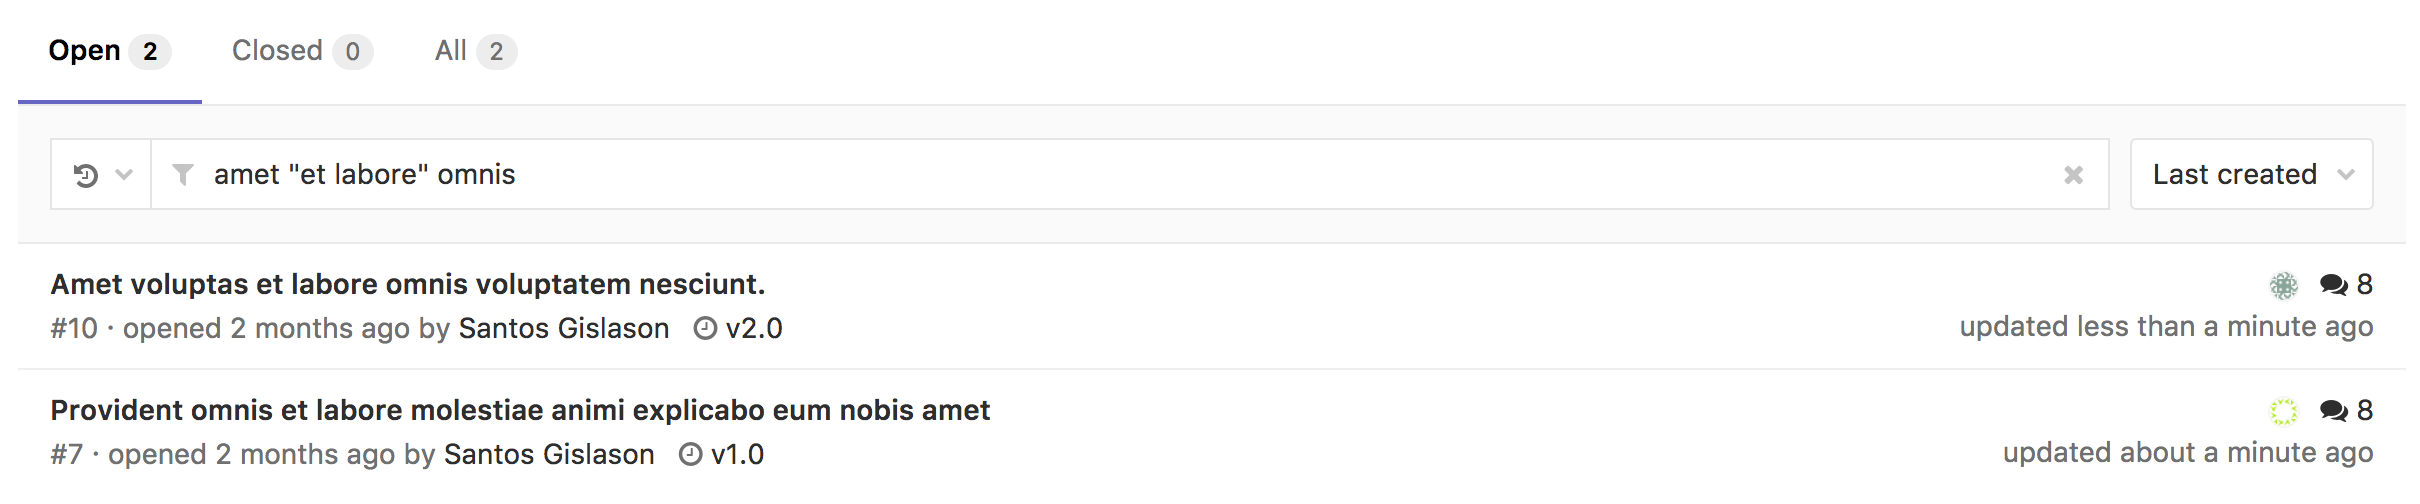 Open 2 Closed 0 All 2
amet "et labore" omnis Last created
Amet voluptas et labore omnis voluptatem nesciunt. 8
#10 · opened 2 months ago by Santos Gislason v2.0 updated less than a minute ago
Provident omnis et labore molestiae animi explicabo eum nobis amet 8
#7 · opened 2 months ago by Santos Gislason v1.0 updated about a minute ago